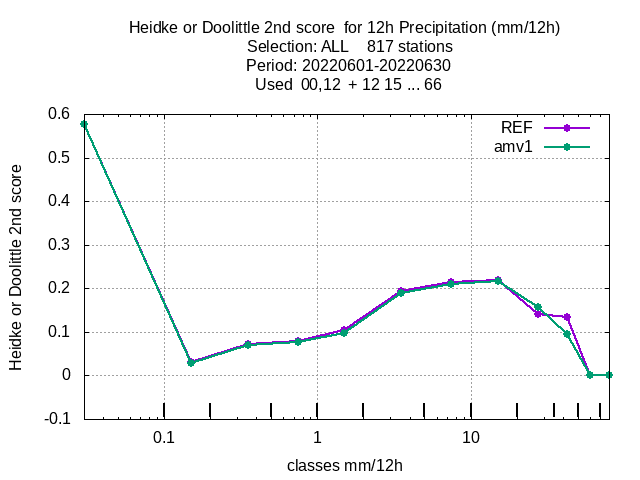 Heidke or Doolittle 2nd score  for 12h Precipitation (mm/12h)
Selection: ALL    817 stations
Period: 20220601-20220630
Used  00,12  + 12 15 ... 66
REF
amv1
Heidke or Doolittle 2nd score
0.6
0.5
0.4
0.3
0.2
0.1
0
-0.1
0.1 1 10
classes mm/12h